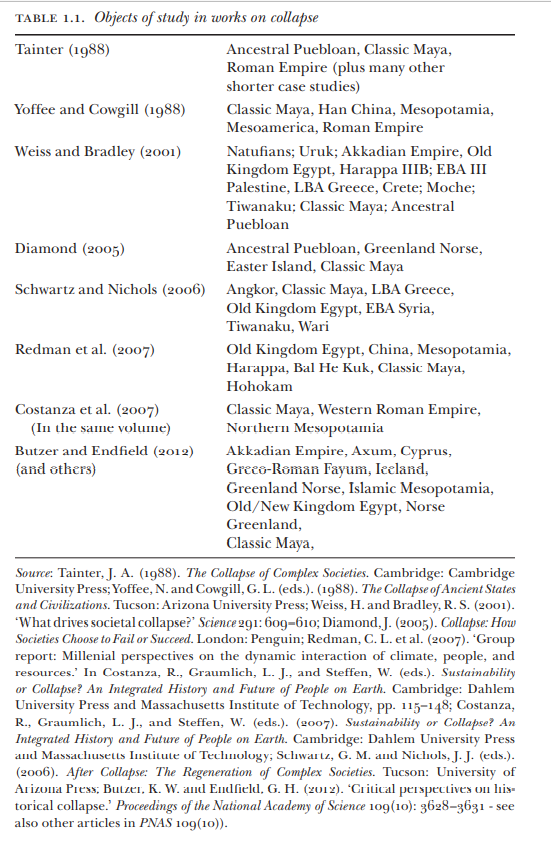 TABLE 1.1. Objects of study in works on collapse
Tainter (1988) Ancestral Puebloan, Classic Maya,
Roman Empire (plus many other
shorter case studies)
Yoffee and Cowgill (1988) Classic Maya, Han China, Mesopotamia,
Mesoamerica, Roman Empire
Weiss and Bradley (2001) Natufians; Uruk; Akkadian Empire, Old
Kingdom Egypt, Harappa IIIB; EBA III
Palestine, LBA Greece, Crete; Moche;
Tiwanaku; Classic Maya; Ancestral
Puebloan
Diamond (2005) Ancestral Puebloan, Greenland Norse,
Easter Island, Classic Maya
Schwartz and Nichols (2006) Angkor, Classic Maya, LBA Greece,
Old Kingdom Egypt, EBA Syria,
Tiwanaku, Wari
Redman et al. (2007) Old Kingdom Egypt, China, Mesopotamia,
Harappa, Bal He Kuk, Classic Maya,
Hohokam
Costanza et al. (2007) Classic Maya, Western Roman Empire,
(In the same volume) Northern Mesopotamia
Butzer and Endfield (2012) Akkadian Empire, Axum, Cyprus,
(and others) Greco-Roman Fayum, Iceland,
Greenland Norse, Islamic Mesopotamia,
Old/New Kingdom Egypt, Norse
Greenland,
Classic Maya,
Source: Tainter, J. A. (1988). The Collapse of Complex Societies. Cambridge: Cambridge
University Press; Yoffee, N. and Cowgill, G. L. (eds.). (1988). The Collapse of Ancient States
and Civilizations. Tucson: Arizona University Press; Weiss, H. and Bradley, R. S. (2001).
‘What drives societal collapse?’ Science 291: 609–610; Diamond, J. (2005). Collapse: How
Societies Choose to Fail or Succeed. London: Penguin; Redman, C. L. et al. (2007). ‘Group
report: Millenial perspectives on the dynamic interaction of climate, people, and
resources.’ In Costanza, R., Graumlich, L. J., and Steffen, W. (eds.). Sustainability
or Collapse? An Integrated History and Future of People on Earth. Cambridge: Dahlem
University Press and Massachusetts Institute of Technology, pp. 115–148; Costanza,
R., Graumlich, L. J., and Steffen, W. (eds.). (2007). Sustainability or Collapse? An
Integrated History and Future of People on Earth. Cambridge: Dahlem University Press
and Massachusetts Institute of Technology; Schwartz, G. M. and Nichols, J. J. (eds.).
(2006). After Collapse: The Regeneration of Complex Societies. Tucson: University of
Arizona Press; Butzer, K. W. and Endfield, G. H. (2012). ‘Critical perspectives on his-
torical collapse.’ Proceedings of the National Academy of Science 109(10): 3628–3631 - see
also other articles in PNAS 109(10)).